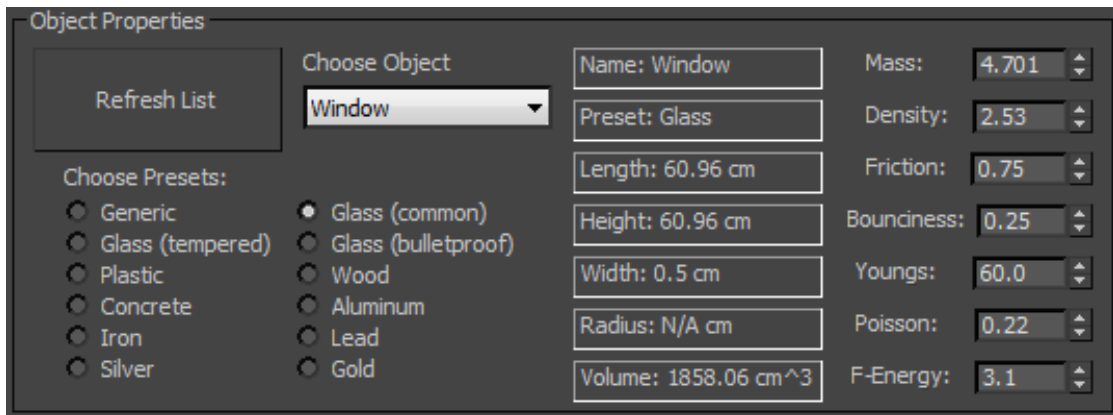 Object Properties
Refresh List
Choose Object
Window
Choose Presets:
Generic
Glass (common)
Glass (tempered)
Glass (bulletproof)
Plastic
Wood
Concrete
Aluminum
Iron
Lead
Silver
Gold
Name: Window
Preset: Glass
Length: 60.96 cm
Height: 60.96 cm
Width: 0.5 cm
Radius: N/A cm
Volume: 1858.06 cm^3
Mass: 4.701
Density: 2.53
Friction: 0.75
Bounciness: 0.25
Youngs: 60.0
Poisson: 0.22
F-Energy: 3.1